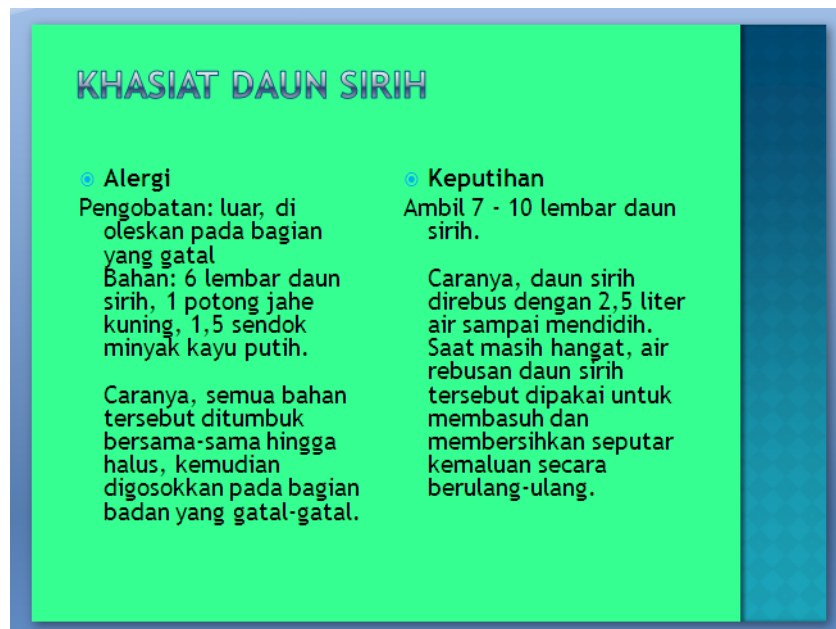 KHASIAT DAUN SIRIH
Alergi
Pengobatan: luar, di
oleskan pada bagian
yang gatal
Bahan: 6 lembar daun
sirih, 1 potong jahe
kuning, 1,5 sendok
minyak kayu putih.
Caranya, semua bahan
tersebut ditumbuk
bersama-sama hingga
halus, kemudian
digosokkan pada bagian
badan yang gatal-gatal.
Keputihan
Ambil 7 - 10 lembar daun
sirih.
Caranya, daun sirih
direbus dengan 2,5 liter
air sampai mendidih.
Saat masih hangat, air
rebusan daun sirih
tersebut dipakai untuk
membasuh dan
membersihkan seputar
kemaluan secara
berulang-ulang.